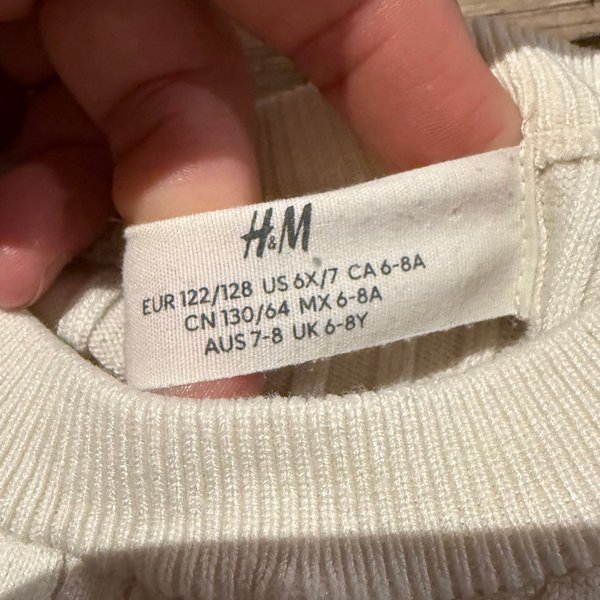 H&M
EUR 122/128 US 6X/7 CA 6-8A
CN 130/64 MX 6-8A
AUS 7-8 UK 6-8Y